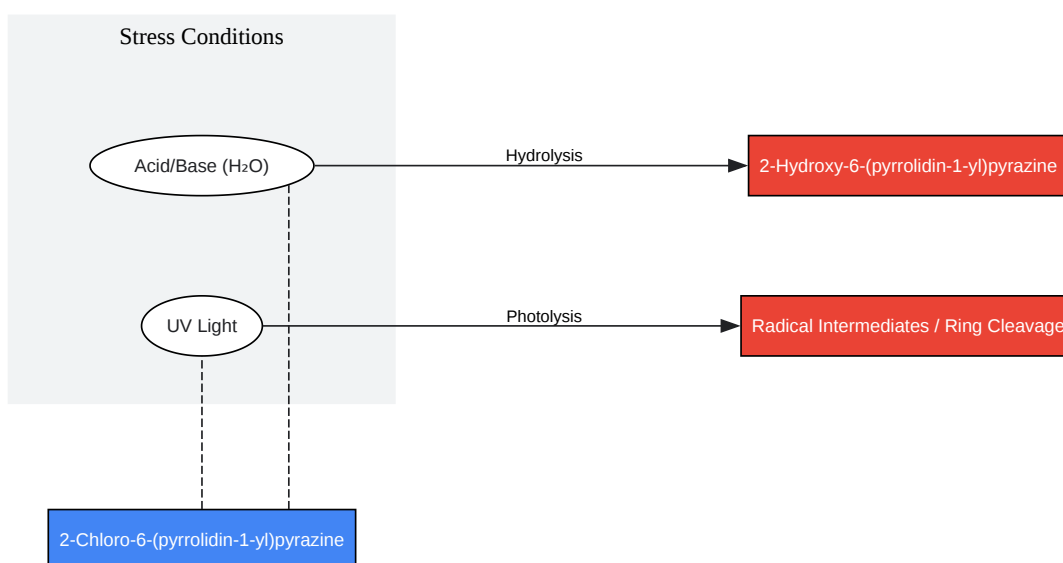 Stress Conditions
Acid/Base (H₂O)
Hydrolysis
2-Hydroxy-6-(pyrrolidin-1-yl)pyrazine
UV Light
Photolysis
Radical Intermediates / Ring Cleavage
2-Chloro-6-(pyrrolidin-1-yl)pyrazine